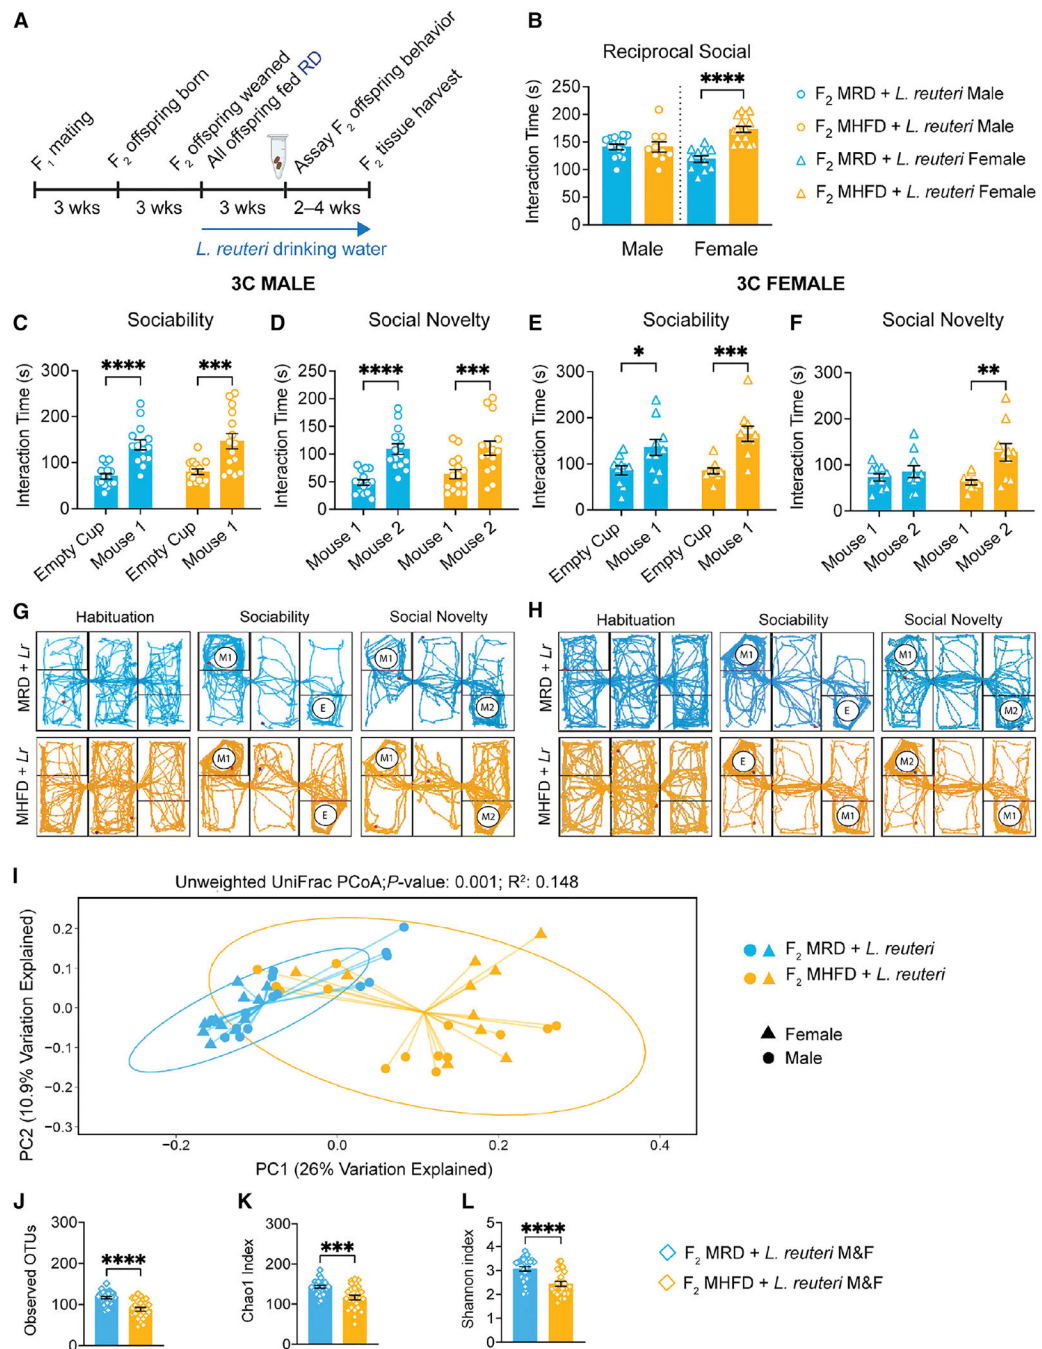 A
F1 mating
F2 offspring born
F2 offspring weaned
All offspring fed RD
Assay F2 offspring behavior
F2 tissue harvest
3 wks
3 wks
3 wks
2–4 wks
L. reuteri drinking water
B
Reciprocal Social
Interaction Time (s)
250
200
150
100
50
0
****
Male
Female
F2 MRD + L. reuteri Male
F2 MHFD + L. reuteri Male
F2 MRD + L. reuteri Female
F2 MHFD + L. reuteri Female
3C MALE
3C FEMALE
C
Sociability
Interaction Time (s)
300
200
100
0
****
***
Empty Cup
Mouse 1
Empty Cup
Mouse 1
D
Social Novelty
Interaction Time (s)
250
200
150
100
50
0
****
***
Mouse 1
Mouse 2
Mouse 1
Mouse 2
E
Sociability
Interaction Time (s)
300
200
100
0
*
***
Empty Cup
Mouse 1
Empty Cup
Mouse 1
F
Social Novelty
Interaction Time (s)
300
200
100
0
**
Mouse 1
Mouse 2
Mouse 1
Mouse 2
G
Habituation
Sociability
Social Novelty
MRD + Lr
M1
E
M1
M2
MHFD + Lr
M1
E
M1
M2
H
Habituation
Sociability
Social Novelty
MRD + Lr
M1
E
M1
M2
MHFD + Lr
E
M1
M2
M1
I
Unweighted UniFrac PCoA;P-value: 0.001; R2: 0.148
PC2 (10.9% Variation Explained)
0.2
0.1
0.0
−0.1
−0.2
−0.3
−0.2
0.0
0.2
0.4
PC1 (26% Variation Explained)
F2 MRD + L. reuteri
F2 MHFD + L. reuteri
Female
Male
J
Observed OTUs
300
200
100
0
****
K
Chao1 Index
300
200
100
0
***
L
Shannon index
5
4
3
2
1
0
****
F2 MRD + L. reuteri M&F
F2 MHFD + L. reuteri M&F